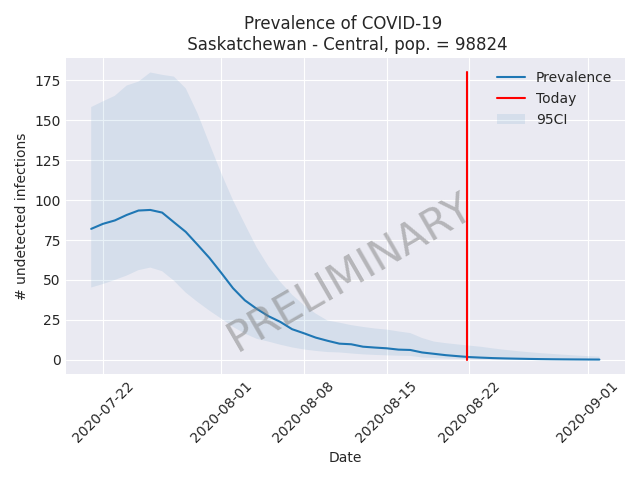 Prevalence of COVID-19
Saskatchewan - Central, pop. = 98824
# undetected infections
175
150
125
100
75
50
25
0
Prevalence
Today
95CI
PRELIMINARY
2020-07-22
2020-08-01
2020-08-08
2020-08-15
2020-08-22
2020-09-01
Date